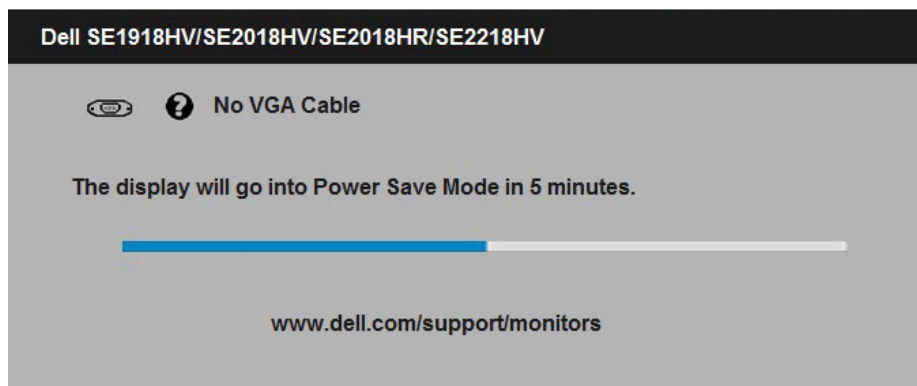 Dell SE1918HV/SE2018HV/SE2018HR/SE2218HV
No VGA Cable
The display will go into Power Save Mode in 5 minutes.
www.dell.com/support/monitors